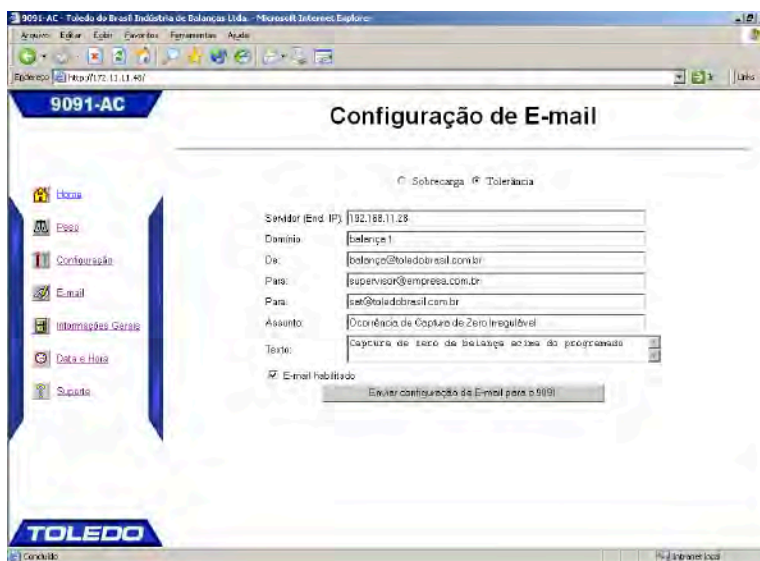 9091-AC - Toledo do Brasil Indústria de Balanças Ltda. - Microsoft Internet Explorer
Arquivo Editar Exibir Favoritos Ferramentas Ajuda
Endereço http://172.11.11.40/ Ir Links
9091-AC
Configuração de E-mail
Sobrecarga Tolerância
Home
Peso
Configuração
E-mail
Informações Gerais
Data e Hora
Suporte
Servidor (End. IP): 192.168.11.28
Domínio: balança1
De: balança@toledobrasil.com.br
Para: supervisor@empresa.com.br
Para: sat@toledobrasil.com.br
Assunto: Ocorrência de Captura de Zero Irregulável
Texto: Captura de zero da balança acima do programado
E-mail habilitado
Enviar configuração de E-mail para o 9091
TOLEDO
Concluído Intranet local